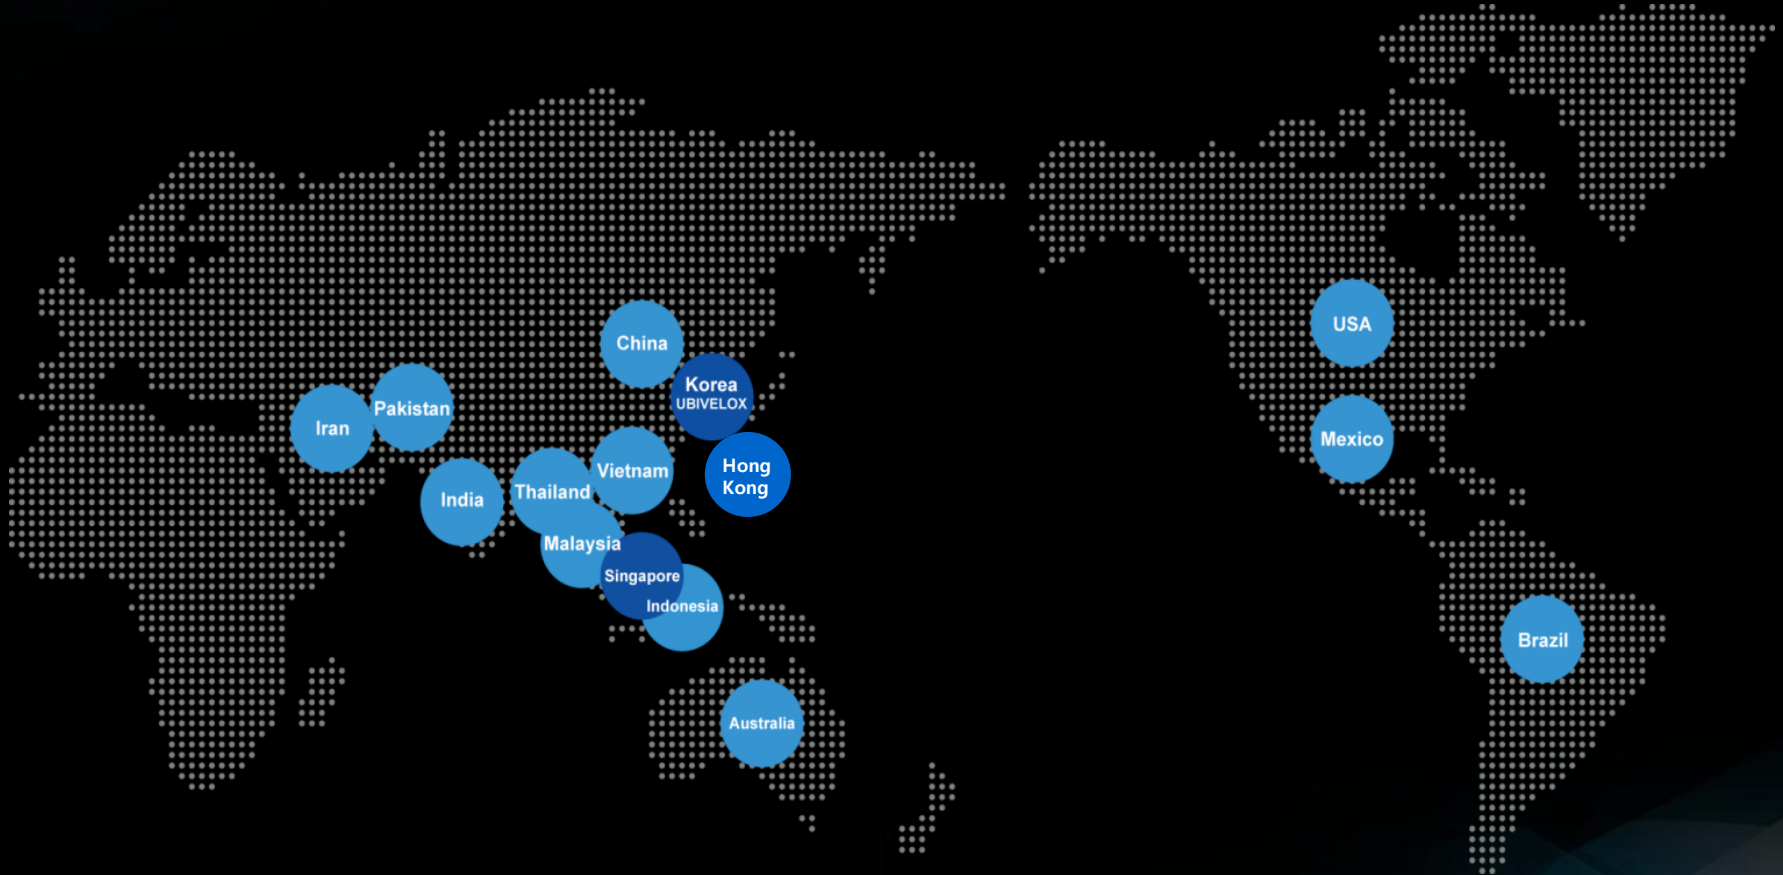 USA
China
Korea
UBIVELOX
Pakistan
Iran
Mexico
Hong
Kong
Vietnam
Thailand
India
Malaysia
Singapore
Indonesia
Brazil
Australia